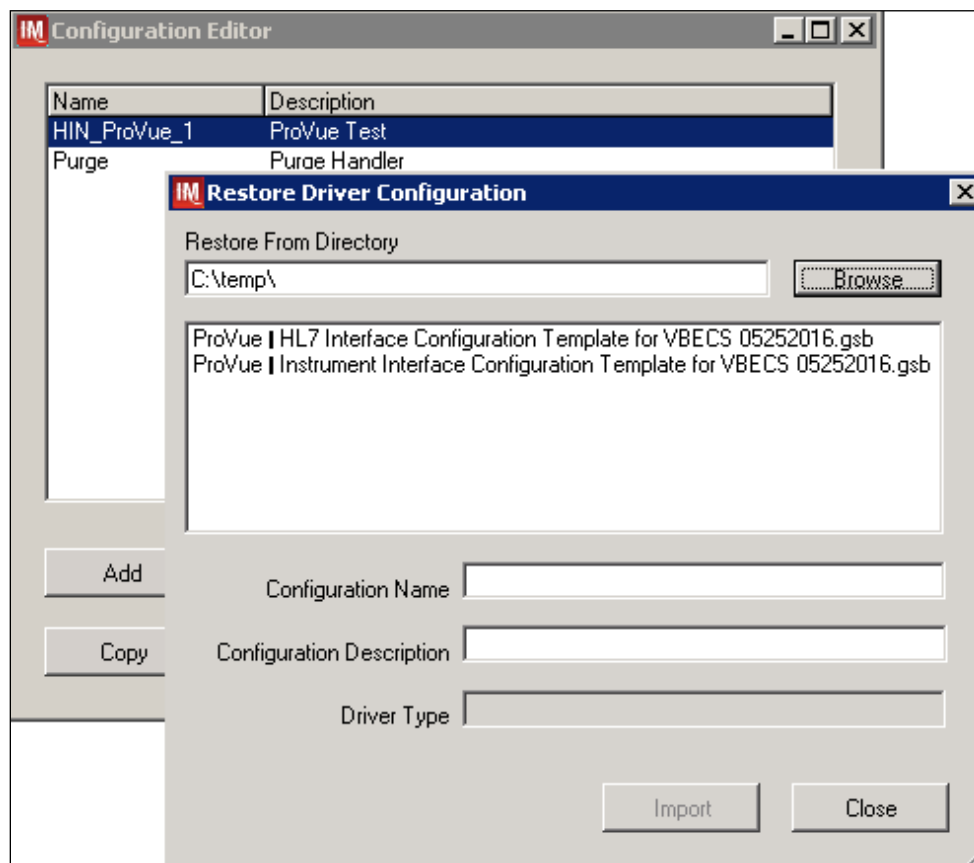 IM Configuration Editor
Name Description
HIN_ProVue_1 ProVue Test
Purge Purge Handler
IM Restore Driver Configuration
Restore From Directory
C:\temp\ Browse
ProVue | HL7 Interface Configuration Template for VBECS 05252016.gsb
ProVue | Instrument Interface Configuration Template for VBECS 05252016.gsb
Add
Configuration Name
Copy
Configuration Description
Driver Type
Import Close